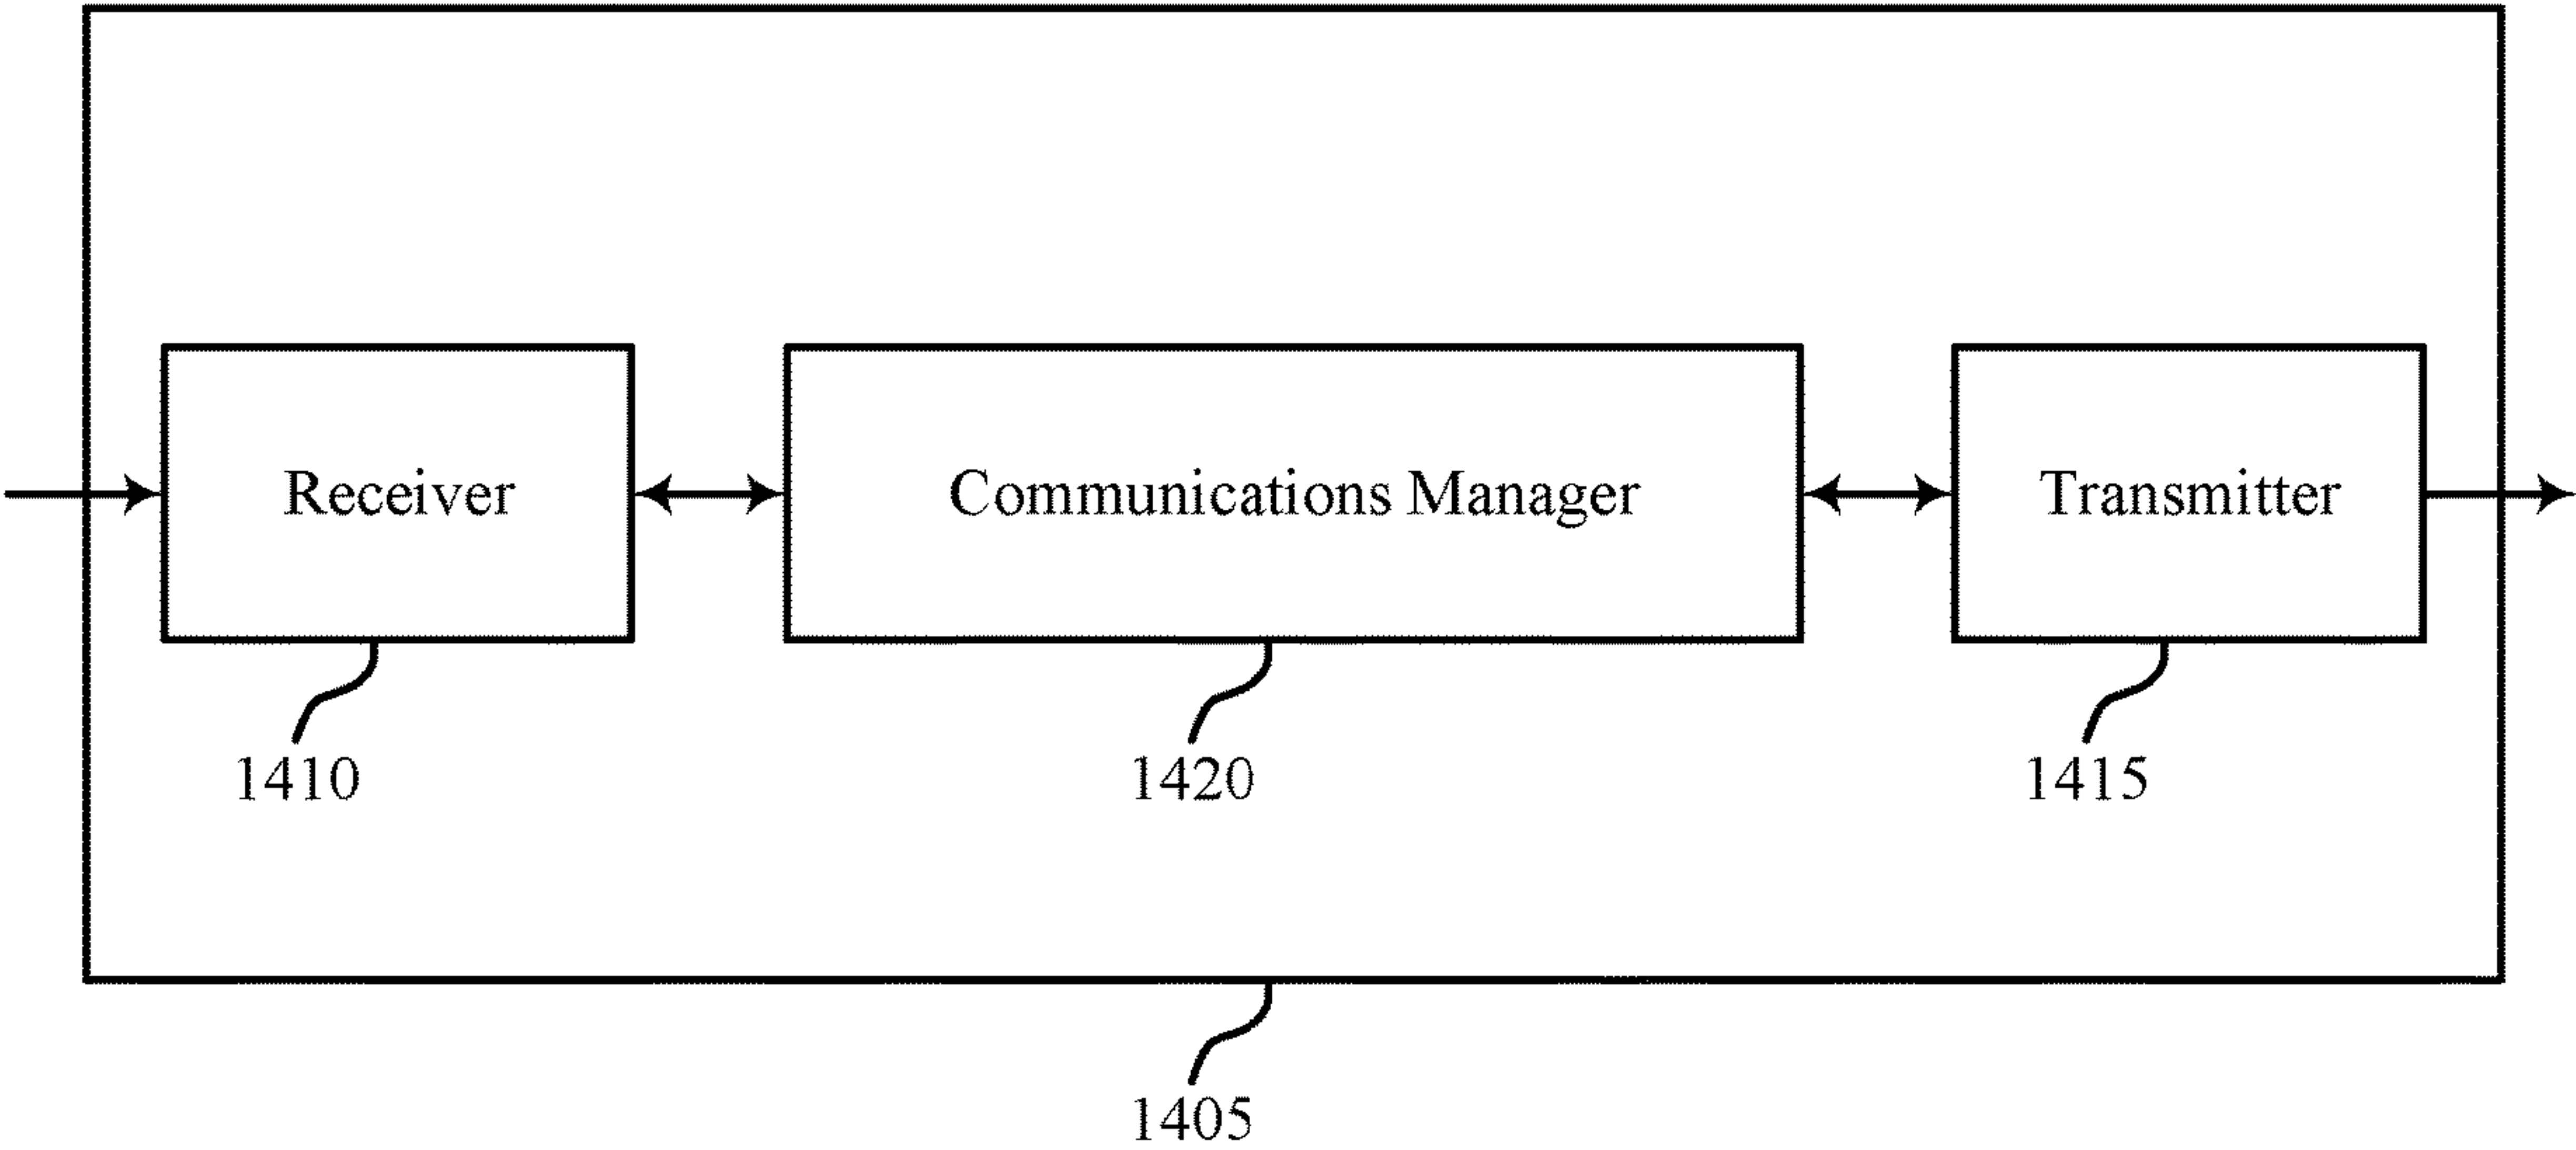 Receiver
Communications Manager
Transmitter
1410
1420
1415
1405